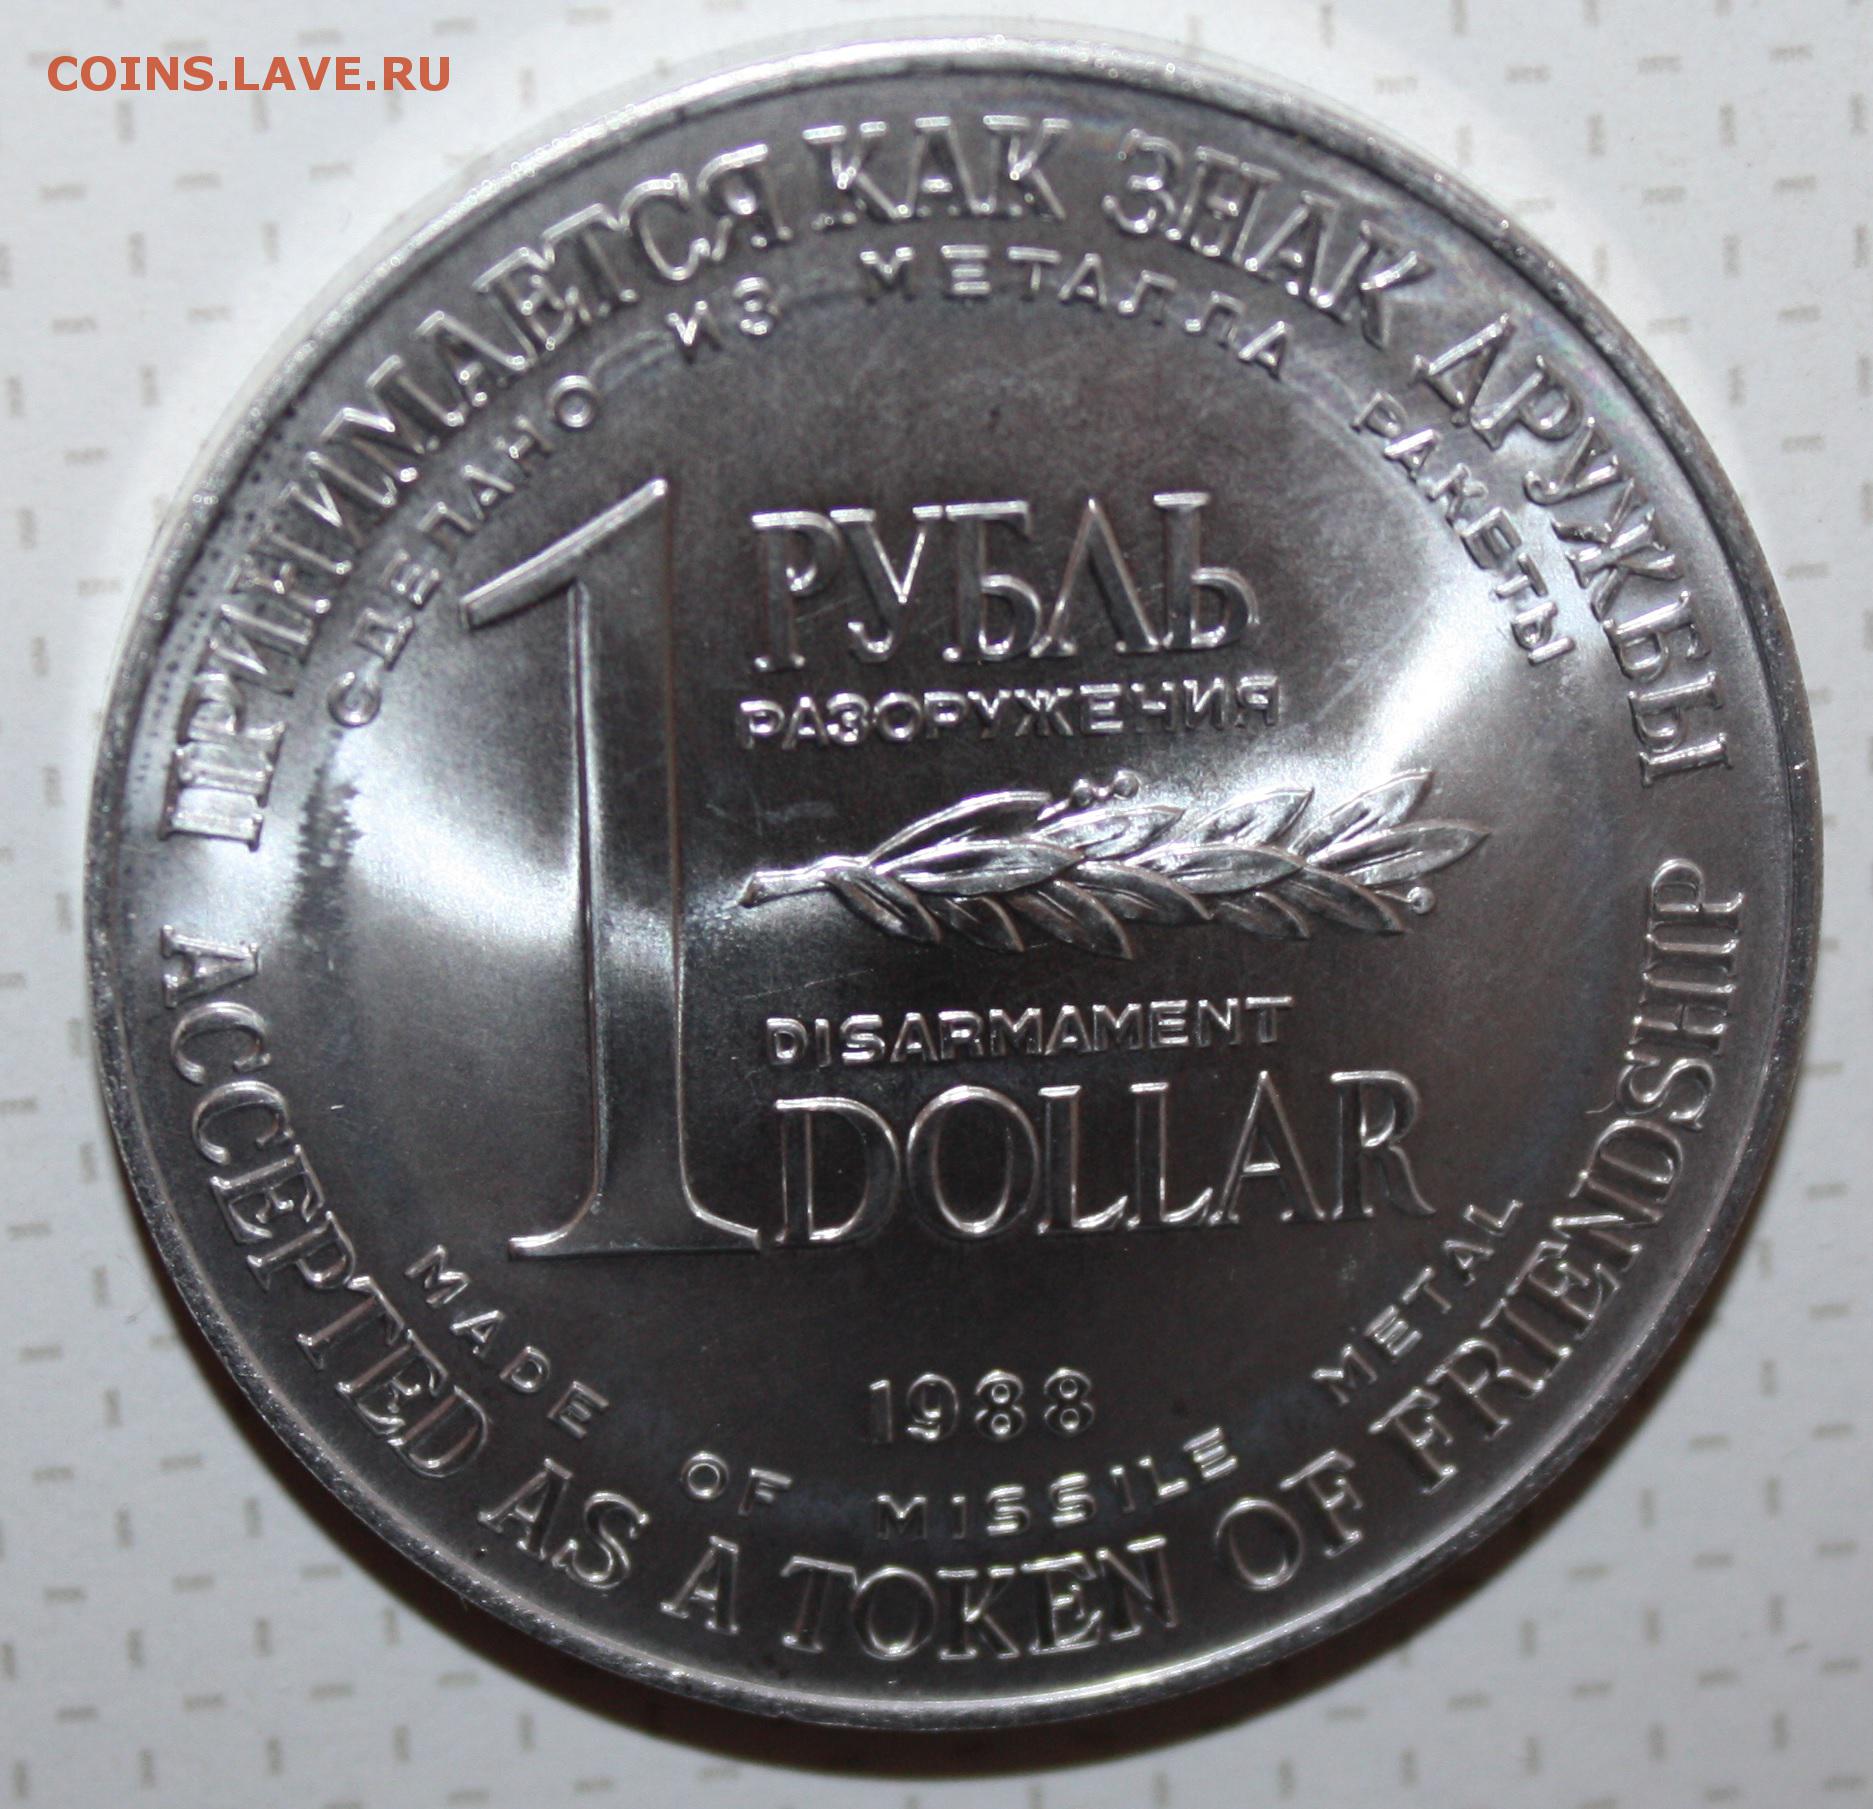 COINS.LAVE.RU
ПРИНИМАЕТСЯ КАК ЗНАК ДРУЖБЫ
СДЕЛАНО ИЗ МЕТАЛЛА РАКЕТЫ
1 РУБЛЬ
РАЗОРУЖЕНИЯ
DISARMAMENT
DOLLAR
1988
MADE OF MISSILE METAL
ACCEPTED AS A TOKEN OF FRIENDSHIP